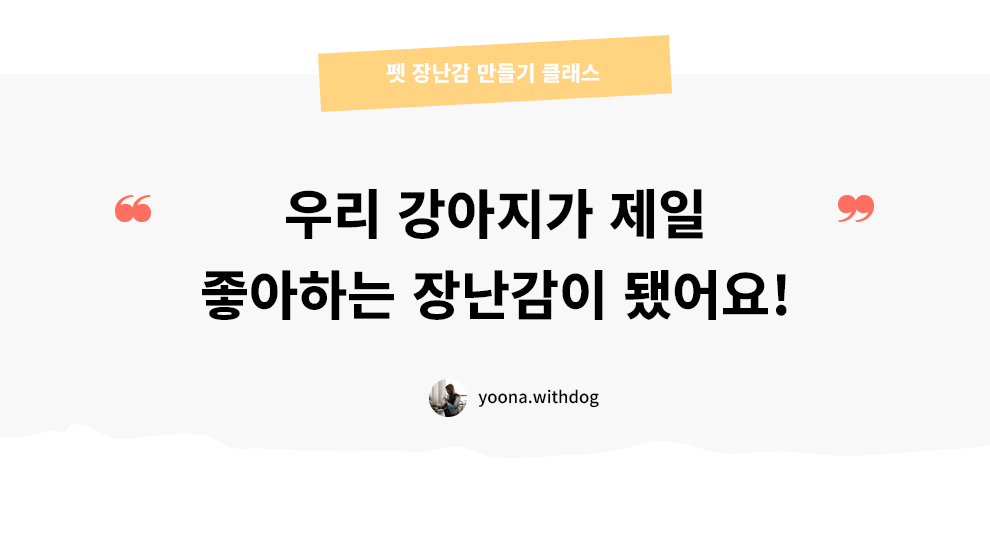 펫 장난감 만들기 클래스
❝ 우리 강아지가 제일 ❞
좋아하는 장난감이 됐어요!
yoona.withdog